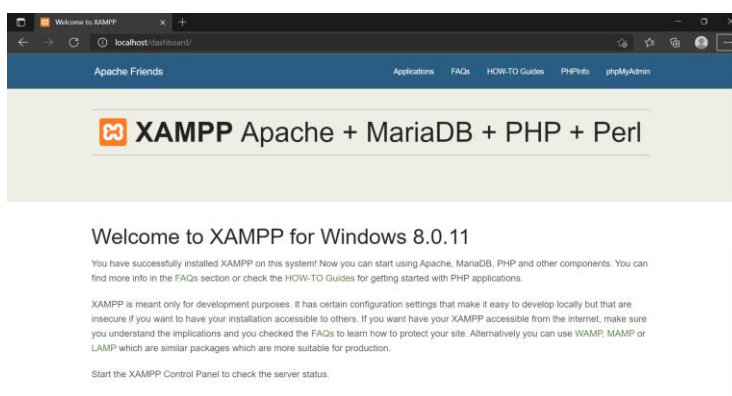 Welcome to XAMPP
localhost/dashboard/
Apache Friends
Applications FAQs HOW-TO Guides PHPInfo phpMyAdmin
XAMPP Apache + MariaDB + PHP + Perl
Welcome to XAMPP for Windows 8.0.11
You have successfully installed XAMPP on this system! Now you can start using Apache, MariaDB, PHP and other components. You can
find more info in the FAQs section or check the HOW-TO Guides for getting started with PHP applications.
XAMPP is meant only for development purposes. It has certain configuration settings that make it easy to develop locally but that are
insecure if you want to have your installation accessible to others. If you want have your XAMPP accessible from the internet, make sure
you understand the implications and you checked the FAQs to learn how to protect your site. Alternatively you can use WAMP, MAMP or
LAMP which are similar packages which are more suitable for production.
Start the XAMPP Control Panel to check the server status.